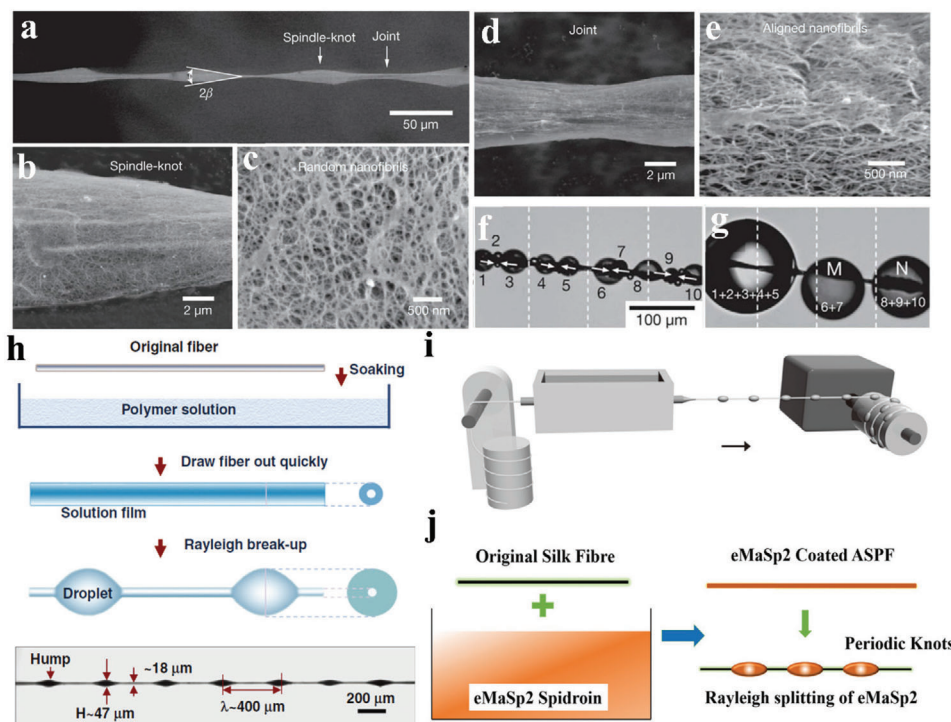 a
Spindle-knot
Joint
2β
50 μm
b
Spindle-knot
2 μm
c
Random nanofibrils
500 nm
d
Joint
2 μm
e
Aligned nanofibrils
500 nm
f
2
7
9
1
3
4
5
6
8
10
100 μm
g
M
N
1+2+3+4+5
6+7
8+9+10
h
Original fiber
Soaking
Polymer solution
Draw fiber out quickly
Solution film
Rayleigh break-up
Droplet
Hump
~18 μm
H~47 μm
λ~400 μm
200 μm
i
j
Original Silk Fibre
eMaSp2 Coated ASPF
eMaSp2 Spidroin
Periodic Knots
Rayleigh splitting of eMaSp2